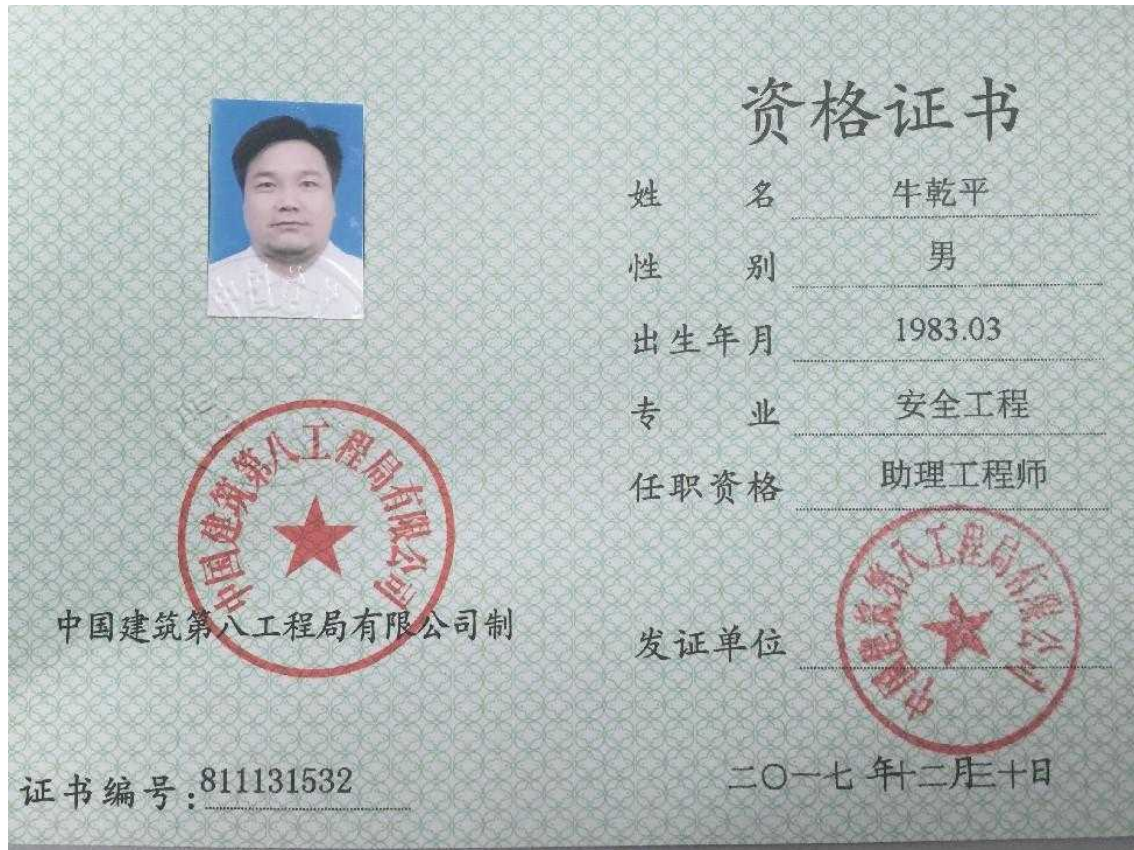 中国建筑第八工程局有限公司
中国建筑第八工程局有限公司制
证书编号:811131532
资格证书
姓 名 牛乾平
性 别 男
出生年月 1983.03
专 业 安全工程
任职资格 助理工程师
发证单位
中国建筑第八工程局有限公司
二〇一七年十二月三十日